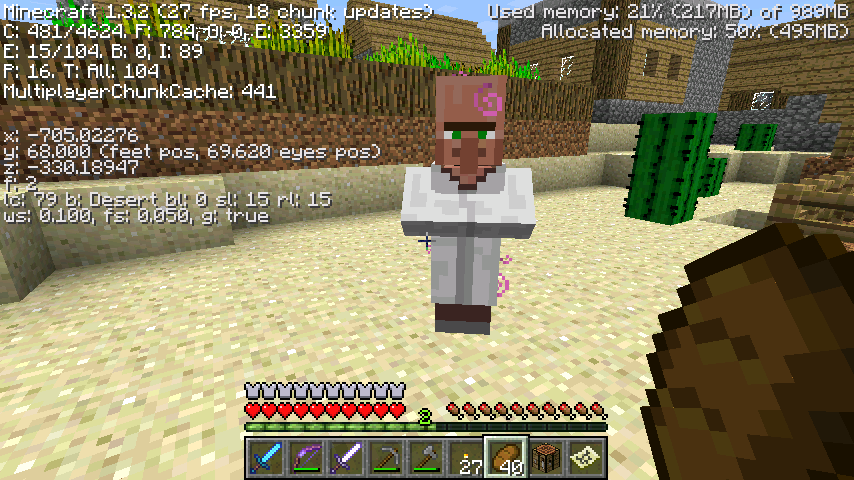 Minecraft 1.3.2 (27 fps, 18 chunk updates)
Used memory: 21% (217MB) of 989MB
C: 481/4624, F: 784, O: 0, E: 3359
Allocated memory: 50% (495MB)
E: 15/104, B: 0, I: 89
P: 16, T: All: 104
MultiplayerChunkCache: 441
x: -705.02276
y: 68.000 (feet pos, 69.620 eyes pos)
z: -330.18947
f: 2
lc: 79 b: Desert bl: 0 sl: 15 rl: 15
ws: 0.100, fs: 0.050, g: true
27
40